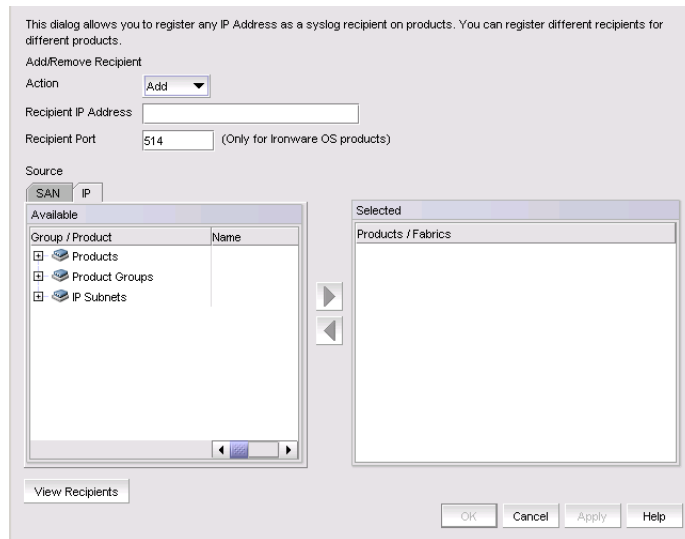 This dialog allows you to register any IP Address as a syslog recipient on products. You can register different recipients for
different products.
Add/Remove Recipient
Action Add
Recipient IP Address
Recipient Port 514 (Only for Ironware OS products)
Source
SAN IP
Available
Group / Product Name
Products
Product Groups
IP Subnets
Selected
Products / Fabrics
View Recipients
OK Cancel Apply Help